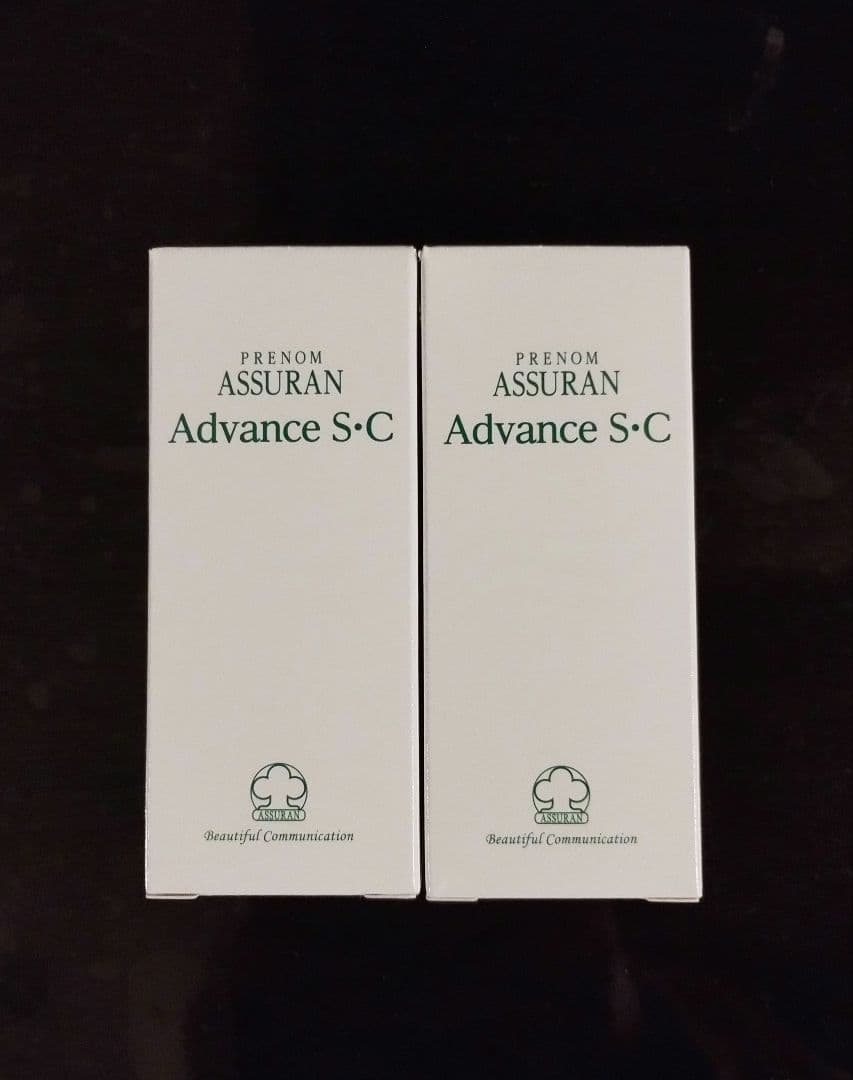 PRENOM
ASSURAN
Advance S•C
ASSURAN
Beautiful Communication
PRENOM
ASSURAN
Advance S•C
ASSURAN
Beautiful Communication